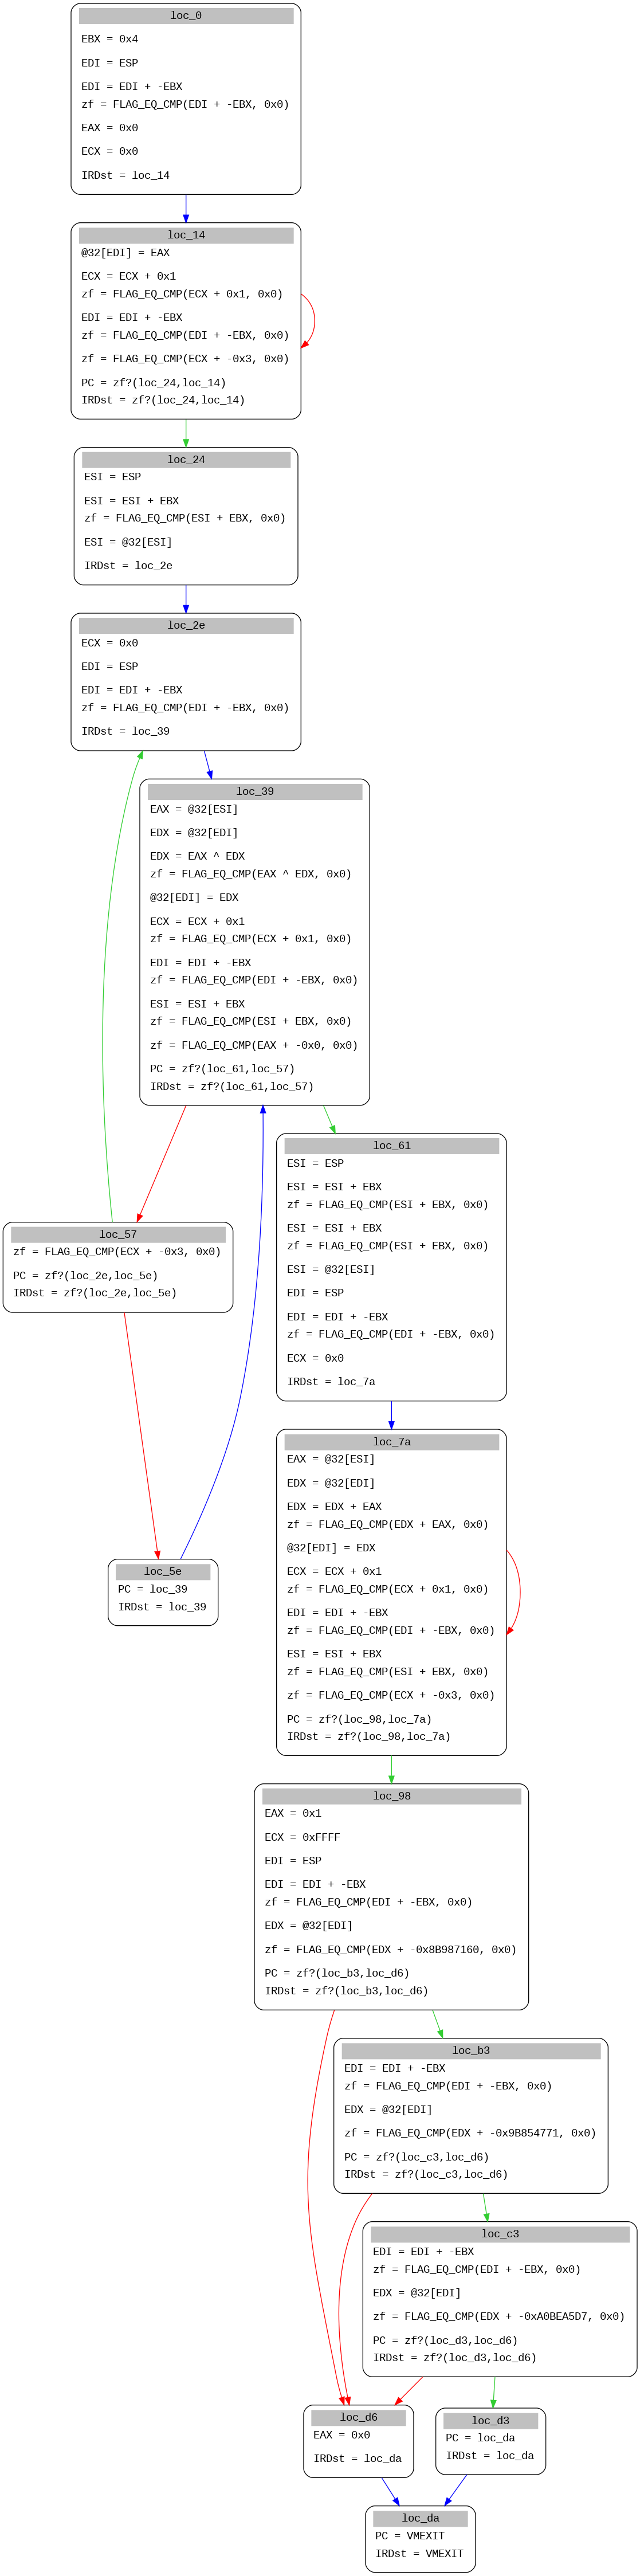 loc_0
EBX = 0x4
EDI = ESP
EDI = EDI + -EBX
zf = FLAG_EQ_CMP(EDI + -EBX, 0x0)
EAX = 0x0
ECX = 0x0
IRDst = loc_14
loc_14
@32[EDI] = EAX
ECX = ECX + 0x1
zf = FLAG_EQ_CMP(ECX + 0x1, 0x0)
EDI = EDI + -EBX
zf = FLAG_EQ_CMP(EDI + -EBX, 0x0)
zf = FLAG_EQ_CMP(ECX + -0x3, 0x0)
PC = zf?(loc_24,loc_14)
IRDst = zf?(loc_24,loc_14)
loc_24
ESI = ESP
ESI = ESI + EBX
zf = FLAG_EQ_CMP(ESI + EBX, 0x0)
ESI = @32[ESI]
IRDst = loc_2e
loc_2e
ECX = 0x0
EDI = ESP
EDI = EDI + -EBX
zf = FLAG_EQ_CMP(EDI + -EBX, 0x0)
IRDst = loc_39
loc_39
EAX = @32[ESI]
EDX = @32[EDI]
EDX = EAX ^ EDX
zf = FLAG_EQ_CMP(EAX ^ EDX, 0x0)
@32[EDI] = EDX
ECX = ECX + 0x1
zf = FLAG_EQ_CMP(ECX + 0x1, 0x0)
EDI = EDI + -EBX
zf = FLAG_EQ_CMP(EDI + -EBX, 0x0)
ESI = ESI + EBX
zf = FLAG_EQ_CMP(ESI + EBX, 0x0)
zf = FLAG_EQ_CMP(EAX + -0x0, 0x0)
PC = zf?(loc_61,loc_57)
IRDst = zf?(loc_61,loc_57)
loc_61
ESI = ESP
ESI = ESI + EBX
zf = FLAG_EQ_CMP(ESI + EBX, 0x0)
ESI = ESI + EBX
zf = FLAG_EQ_CMP(ESI + EBX, 0x0)
ESI = @32[ESI]
EDI = ESP
EDI = EDI + -EBX
zf = FLAG_EQ_CMP(EDI + -EBX, 0x0)
ECX = 0x0
IRDst = loc_7a
loc_57
zf = FLAG_EQ_CMP(ECX + -0x3, 0x0)
PC = zf?(loc_2e,loc_5e)
IRDst = zf?(loc_2e,loc_5e)
loc_7a
EAX = @32[ESI]
EDX = @32[EDI]
EDX = EDX + EAX
zf = FLAG_EQ_CMP(EDX + EAX, 0x0)
@32[EDI] = EDX
ECX = ECX + 0x1
zf = FLAG_EQ_CMP(ECX + 0x1, 0x0)
EDI = EDI + -EBX
zf = FLAG_EQ_CMP(EDI + -EBX, 0x0)
ESI = ESI + EBX
zf = FLAG_EQ_CMP(ESI + EBX, 0x0)
zf = FLAG_EQ_CMP(ECX + -0x3, 0x0)
PC = zf?(loc_98,loc_7a)
IRDst = zf?(loc_98,loc_7a)
loc_5e
PC = loc_39
IRDst = loc_39
loc_98
EAX = 0x1
ECX = 0xFFFF
EDI = ESP
EDI = EDI + -EBX
zf = FLAG_EQ_CMP(EDI + -EBX, 0x0)
EDX = @32[EDI]
zf = FLAG_EQ_CMP(EDX + -0x8B987160, 0x0)
PC = zf?(loc_b3,loc_d6)
IRDst = zf?(loc_b3,loc_d6)
loc_b3
EDI = EDI + -EBX
zf = FLAG_EQ_CMP(EDI + -EBX, 0x0)
EDX = @32[EDI]
zf = FLAG_EQ_CMP(EDX + -0x9B854771, 0x0)
PC = zf?(loc_c3,loc_d6)
IRDst = zf?(loc_c3,loc_d6)
loc_c3
EDI = EDI + -EBX
zf = FLAG_EQ_CMP(EDI + -EBX, 0x0)
EDX = @32[EDI]
zf = FLAG_EQ_CMP(EDX + -0xA0BEA5D7, 0x0)
PC = zf?(loc_d3,loc_d6)
IRDst = zf?(loc_d3,loc_d6)
loc_d6
EAX = 0x0
IRDst = loc_da
loc_d3
PC = loc_da
IRDst = loc_da
loc_da
PC = VMEXIT
IRDst = VMEXIT